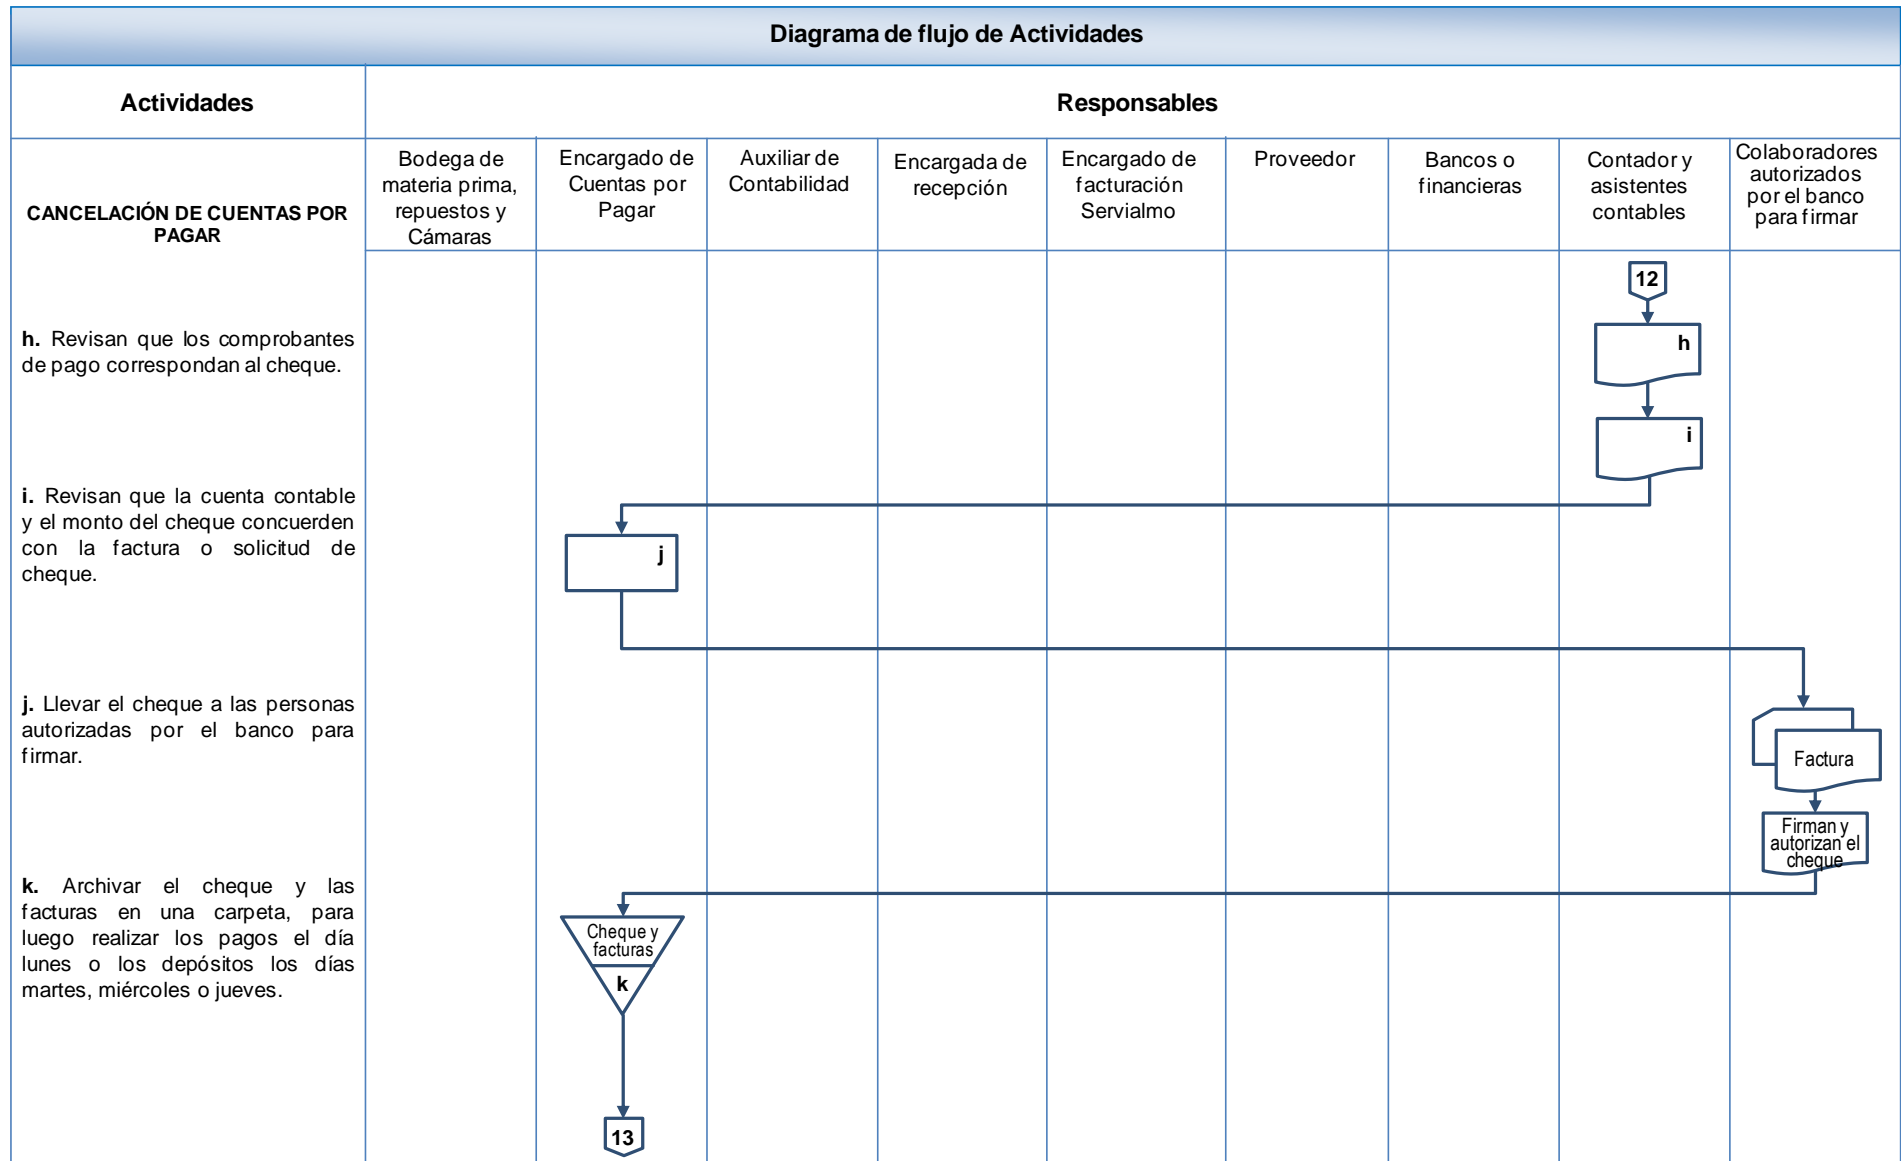 Diagrama de flujo de Actividades
Actividades
Responsables
CANCELACIÓN DE CUENTAS POR
PAGAR
Bodega de
materia prima,
repuestos y
Cámaras
Encargado de
Cuentas por
Pagar
Auxiliar de
Contabilidad
Encargada de
recepción
Encargado de
facturación
Servialmo
Proveedor
Bancos o
financieras
Contador y
asistentes
contables
Colaboradores
autorizados
por el banco
para firmar
12
h. Revisan que los comprobantes
de pago correspondan al cheque.
h
i
i. Revisan que la cuenta contable
y el monto del cheque concuerden
con la factura o solicitud de
cheque.
j
j. Llevar el cheque a las personas
autorizadas por el banco para
firmar.
Factura
Firman y
autorizan el
cheque
k. Archivar el cheque y las
facturas en una carpeta, para
luego realizar los pagos el día
lunes o los depósitos los días
martes, miércoles o jueves.
Cheque y
facturas
k
13